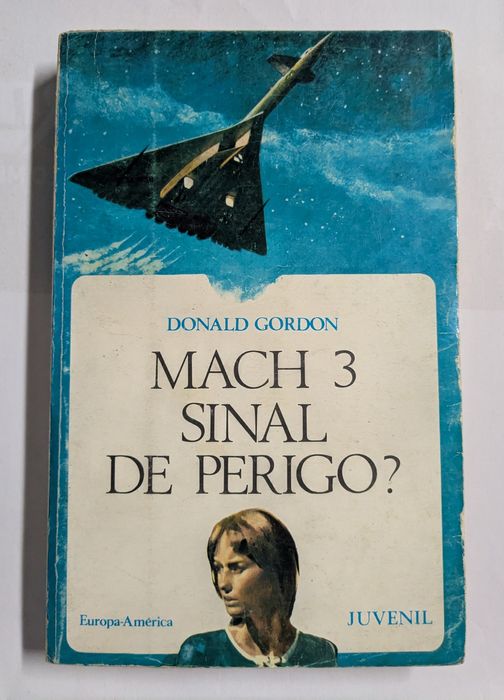 DONALD GORDON
MACH 3
SINAL
DE PERIGO?
Europa-América
JUVENIL